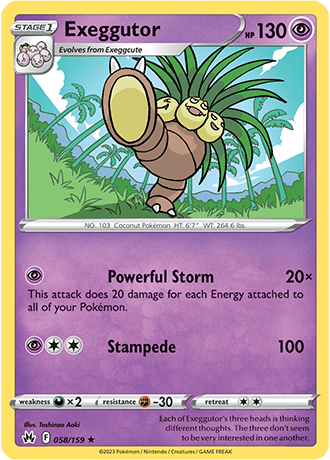 STAGE 1
Exeggutor
HP 130
Evolves from Exeggcute
NO. 103 Coconut Pokémon. HT: 6'7" WT: 264.6 lbs.
Powerful Storm 20×
This attack does 20 damage for each Energy attached
to all of your Pokémon.
Stampede 100
weakness ×2 resistance -30 retreat
Illus. Toshinao Aoki
Each of Exeggutor's three heads is thinking
different thoughts. The three don't seem
to be very interested in one another.
F 058/159 ★
©2023 Pokémon / Nintendo / Creatures / GAME FREAK